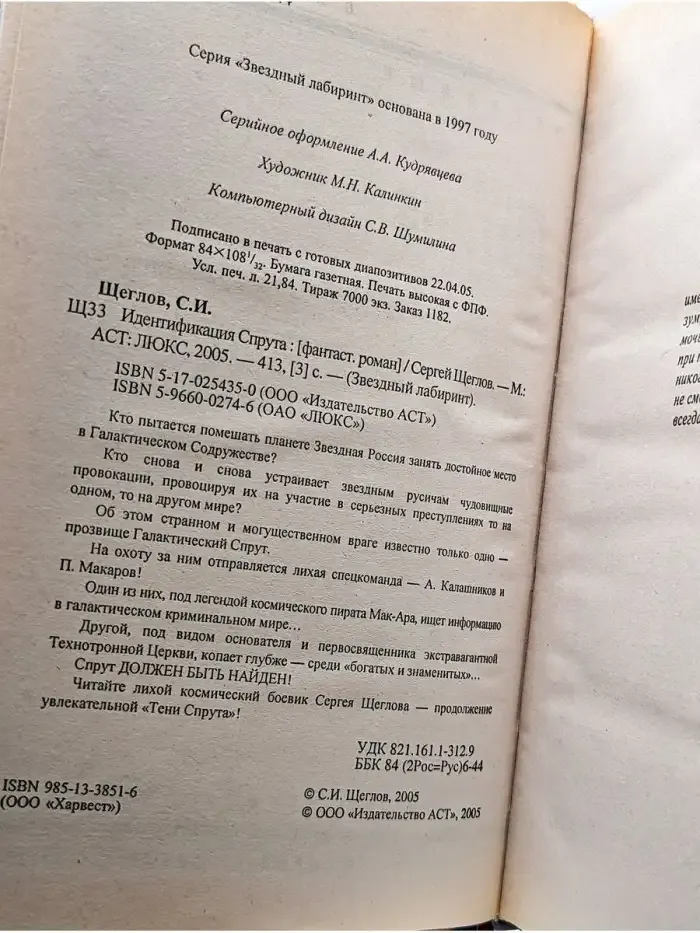 Серия «Звездный лабиринт» основана в 1997 году
Серийное оформление А.А. Кудрявцева
Художник М.Н. Калинкин
Компьютерный дизайн С.В. Шумилина
Подписано в печать с готовых диапозитивов 22.04.05.
Формат 84×108¹/₃₂. Бумага газетная. Печать высокая с ФПФ.
Усл. печ. л. 21,84. Тираж 7000 экз. Заказ 1182.
Щеглов, С.И.
Щ33 Идентификация Спрута : [фантаст. роман] / Сергей Щеглов. — М.:
АСТ: ЛЮКС, 2005. — 413, [3] с. — (Звездный лабиринт).
ISBN 5-17-025435-0 (ООО «Издательство АСТ»)
ISBN 5-9660-0274-6 (ОАО «ЛЮКС»)
Кто пытается помешать планете Звездная Россия занять достойное место
в Галактическом Содружестве?
Кто снова и снова устраивает звездным русичам чудовищные
провокации, провоцируя их на участие в серьезных преступлениях то на
одном, то на другом мире?
Об этом странном и могущественном враге известно только одно —
прозвище Галактический Спрут.
На охоту за ним отправляется лихая спецкоманда — А. Калашников и
П. Макаров!
Один из них, под легендой космического пирата Мак-Ара, ищет информацию
в галактическом криминальном мире...
Другой, под видом основателя и первосвященника экстравагантной
Технотронной Церкви, копает глубже — среди «богатых и знаменитых»...
Спрут ДОЛЖЕН БЫТЬ НАЙДЕН!
Читайте лихой космический боевик Сергея Щеглова — продолжение
увлекательной «Тени Спрута»!
УДК 821.161.1-312.9
ББК 84 (2Рос=Рус)6-44
ISBN 985-13-3851-6
(ООО «Харвест»)
© С.И. Щеглов, 2005
© ООО «Издательство АСТ», 2005
при
не